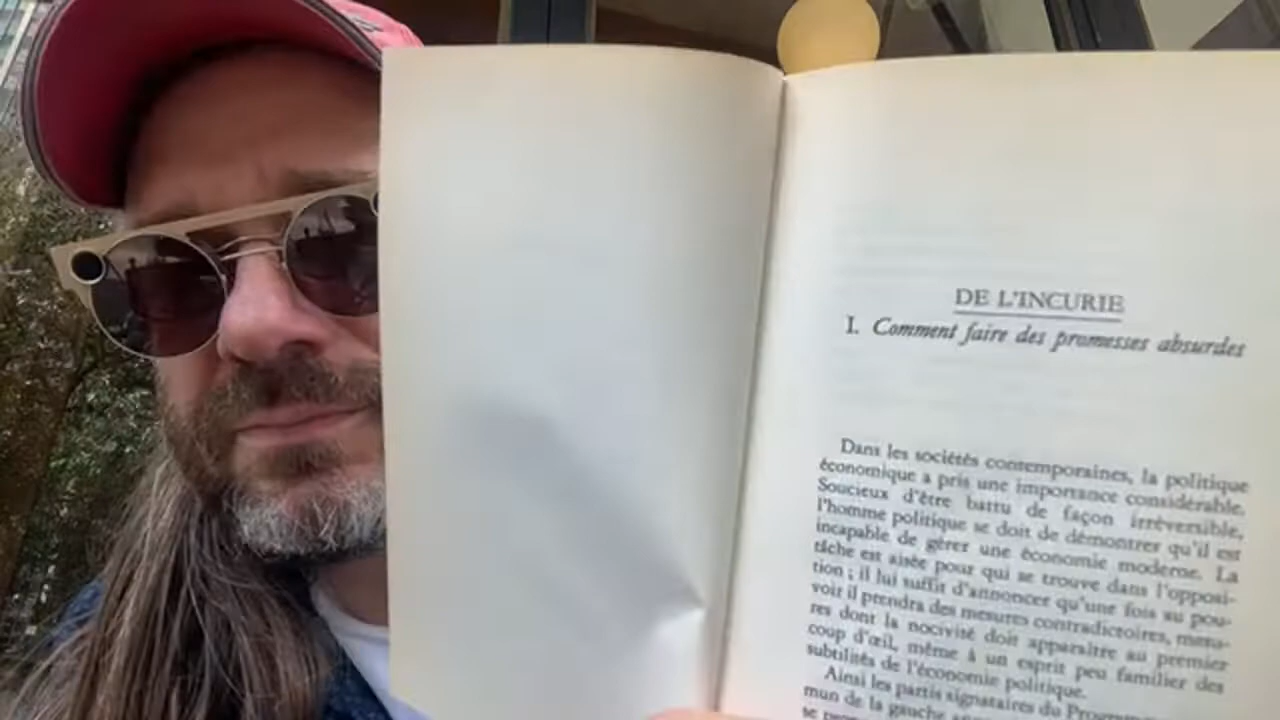 DE L'INCURIE
I. Comment faire des promesses absurdes
Dans les sociétés contemporaines, la politique
économique a pris une importance considérable.
Soucieux d'être battu de façon irréversible,
l'homme politique se doit de démontrer qu'il est
incapable de gérer une économie moderne. La
tâche est aisée pour qui se trouve dans l'opposi-
tion ; il lui suffit d'annoncer qu'une fois au pou-
voir il prendra des mesures contradictoires, mesu-
res dont la nocivité doit apparaître au premier
coup d'œil, même à un esprit peu familier des
subtilités de l'économie politique.
Ainsi les partis signataires du Programme
mun de la gauche
se